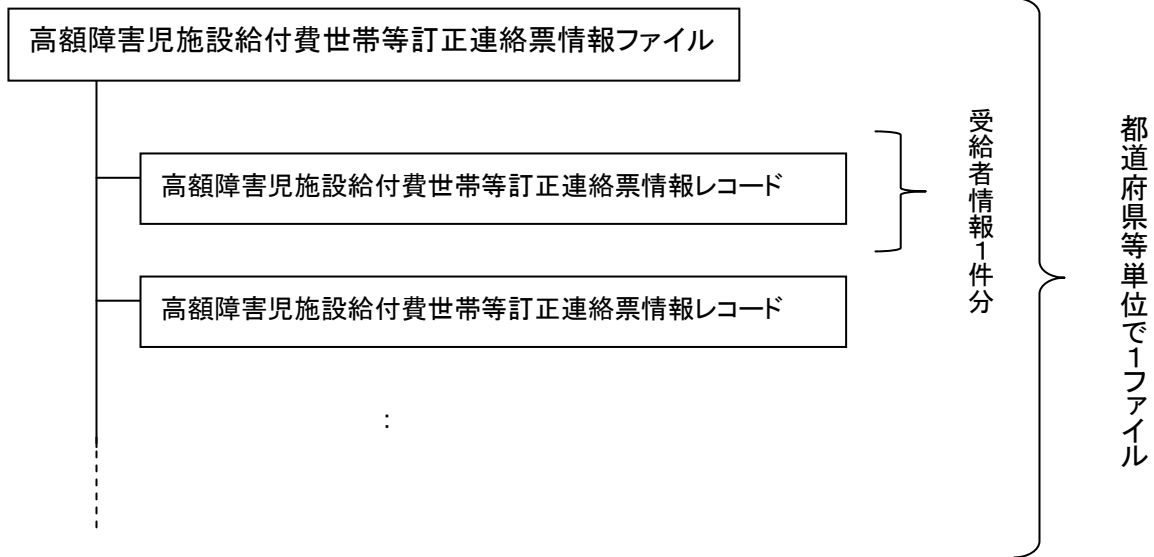 高額障害児施設給付費世帯等訂正連絡票情報ファイル
高額障害児施設給付費世帯等訂正連絡票情報レコード
高額障害児施設給付費世帯等訂正連絡票情報レコード
:
受給者情報1件分
都道府県等単位で1ファイル